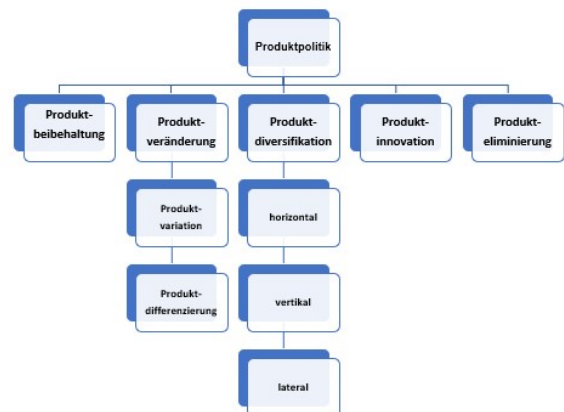 Produktpolitik
Produkt-
beibehaltung
Produkt-
veränderung
Produkt-
diversifikation
Produkt-
innovation
Produkt-
eliminierung
Produkt-
variation
horizontal
Produkt-
differenzierung
vertikal
lateral